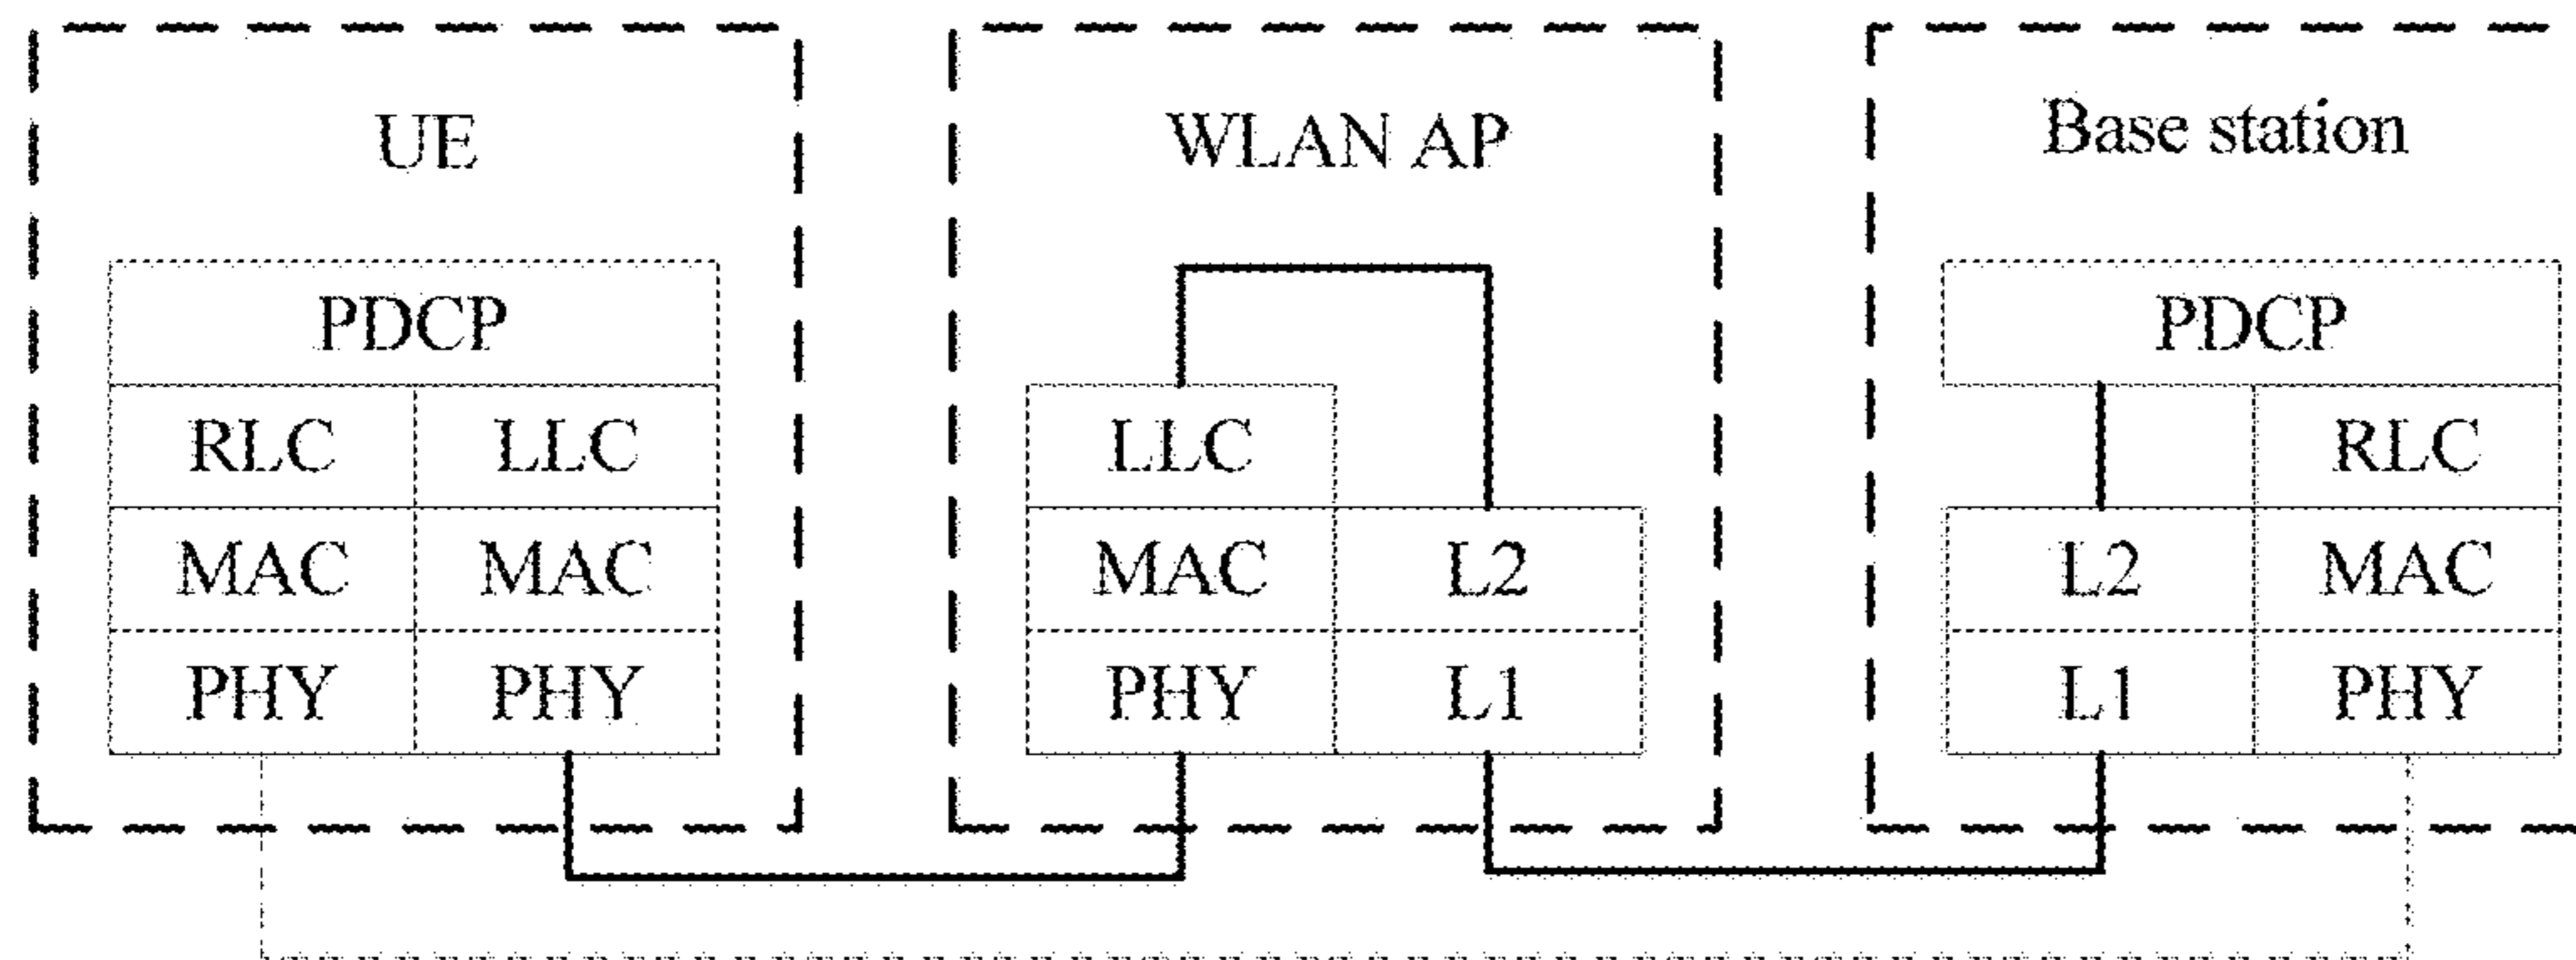 UE
PDCP
RLC LLC
MAC MAC
PHY PHY
WLAN AP
LLC
MAC L2
PHY L1
Base station
PDCP
RLC
L2 MAC
L1 PHY